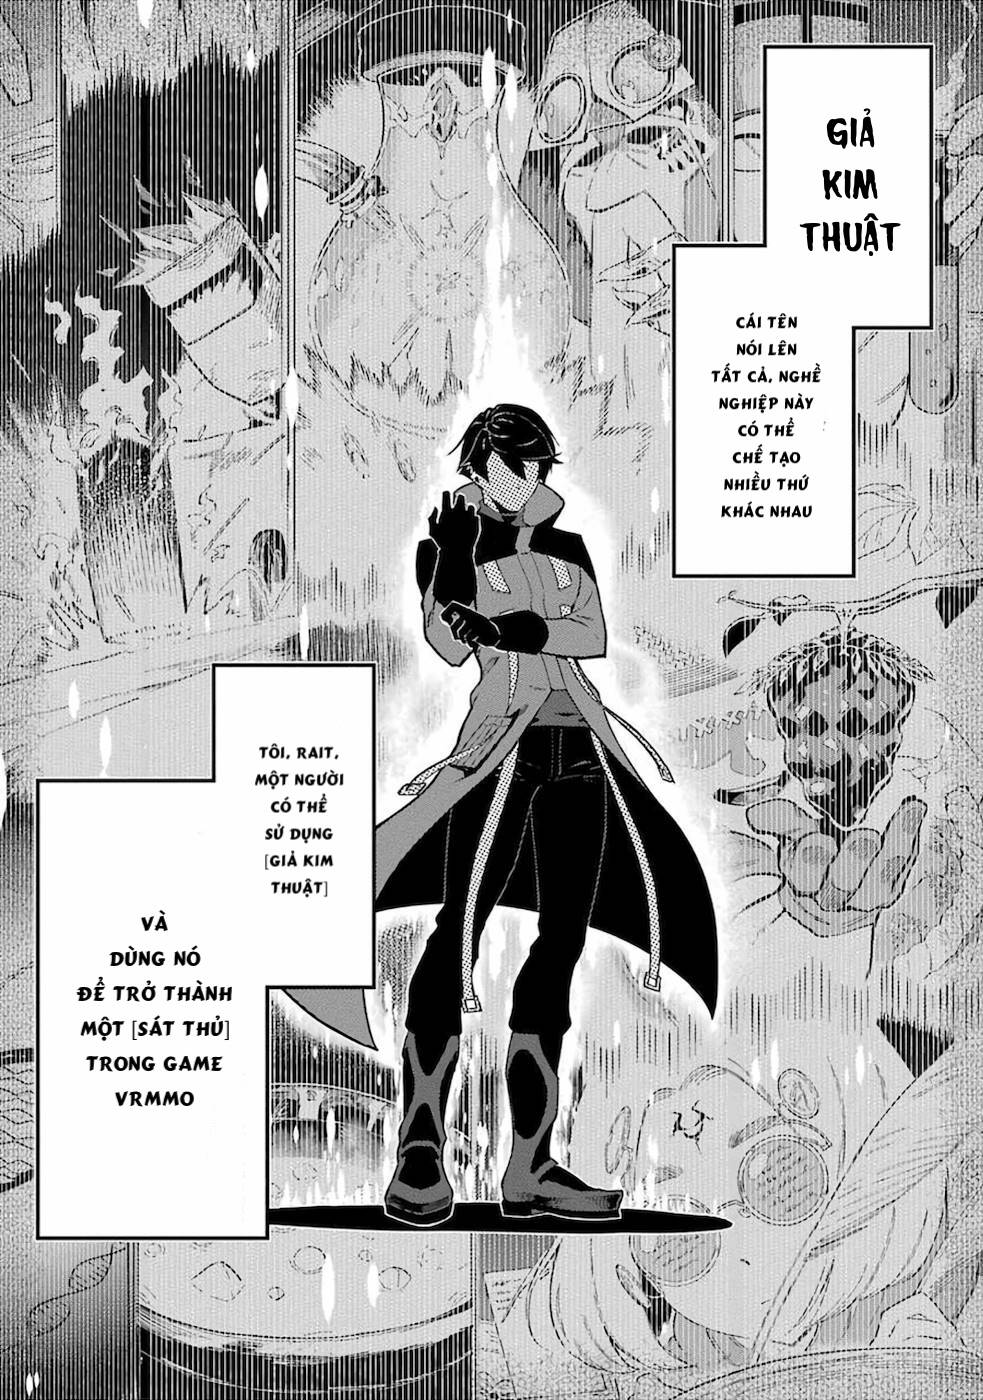 GIẢ
KIM
THUẬT
CÁI TÊN
NÓI LÊN
TẤT CẢ, NGHỀ
NGHIỆP NÀY
CÓ THỂ
CHẾ TẠO
NHIỀU THỨ
KHÁC NHAU
TÔI, RAIT,
MỘT NGƯỜI
CÓ THỂ
SỬ DỤNG
[GIẢ KIM
THUẬT]
VÀ
DÙNG NÓ
ĐỂ TRỞ THÀNH
MỘT [SÁT THỦ]
TRONG GAME
VRMMO